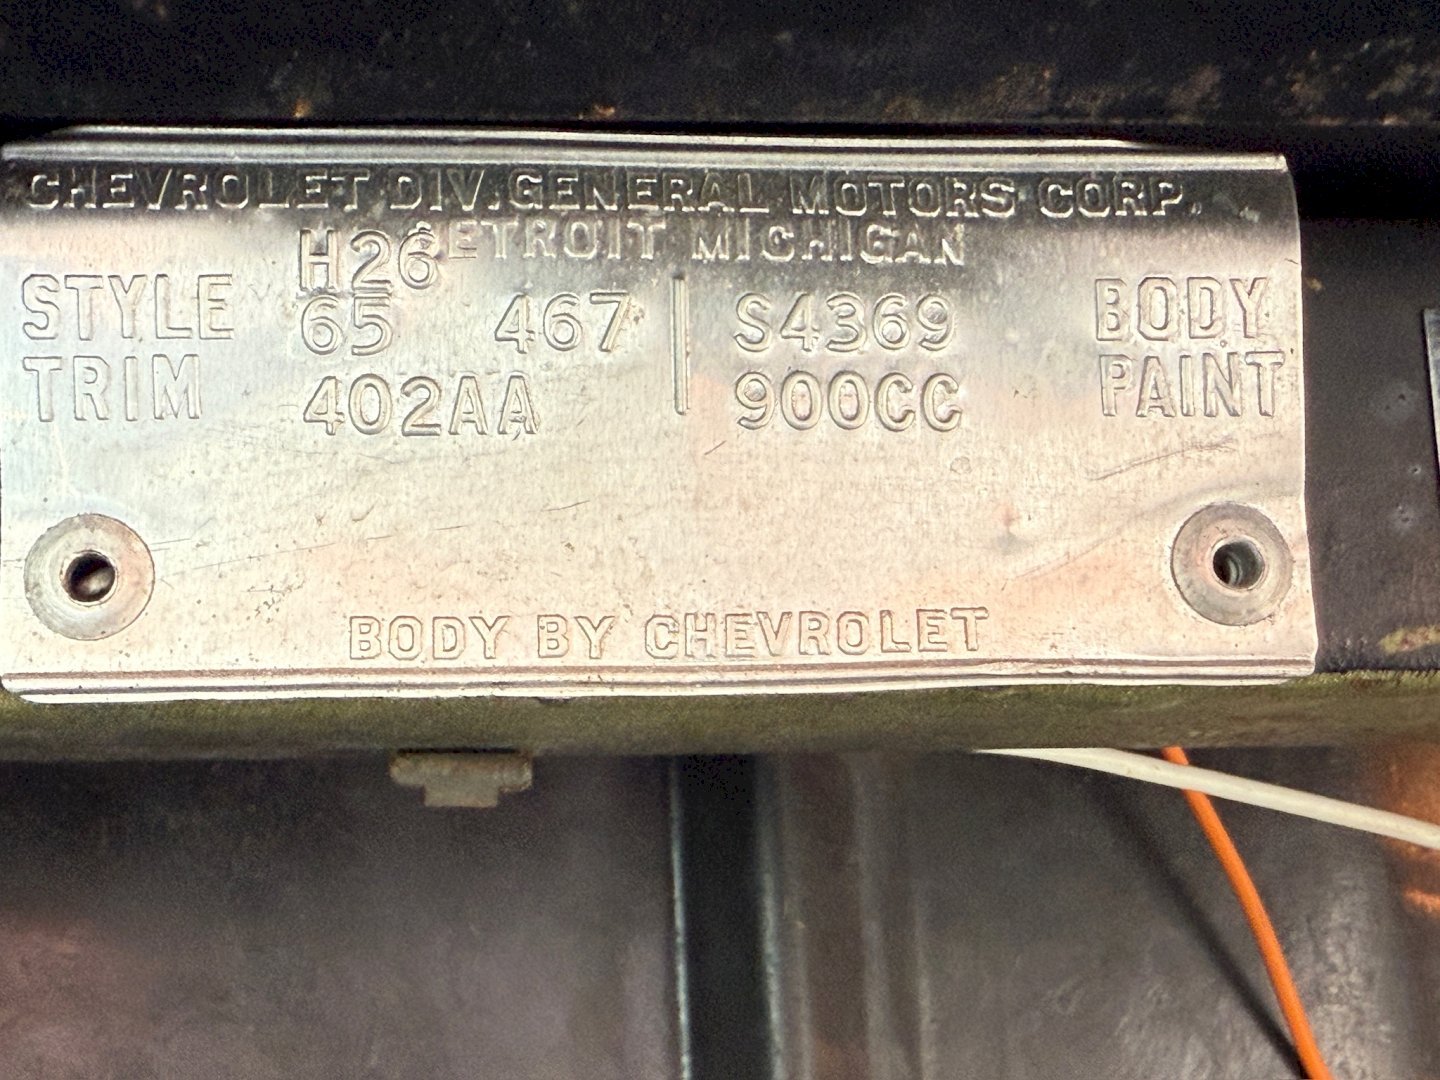 CHEVROLET DIV. GENERAL MOTORS CORP.
DETROIT MICHIGAN
H26
STYLE 65 467 S4369 BODY
TRIM 402AA 900CC PAINT
BODY BY CHEVROLET